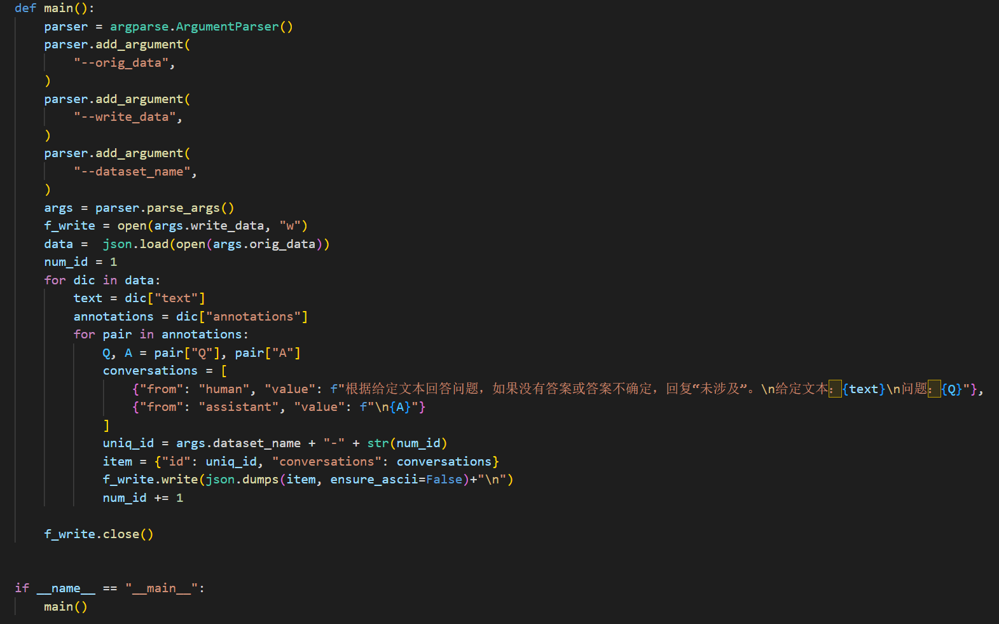 def main():
    parser = argparse.ArgumentParser()
    parser.add_argument(
        "--orig_data",
    )
    parser.add_argument(
        "--write_data",
    )
    parser.add_argument(
        "--dataset_name",
    )
    args = parser.parse_args()
    f_write = open(args.write_data, "w")
    data =  json.load(open(args.orig_data))
    num_id = 1
    for dic in data:
        text = dic["text"]
        annotations = dic["annotations"]
        for pair in annotations:
            Q, A = pair["Q"], pair["A"]
            conversations = [
                {"from": "human", "value": f"根据给定文本回答问题，如果没有答案或答案不确定，回复“未涉及”。\n给定文本：{text}\n问题：{Q}"},
                {"from": "assistant", "value": f"\n{A}"}
            ]
            uniq_id = args.dataset_name + "-" + str(num_id)
            item = {"id": uniq_id, "conversations": conversations}
            f_write.write(json.dumps(item, ensure_ascii=False)+"\n")
            num_id += 1
    f_write.close()
if __name__ == "__main__":
    main()